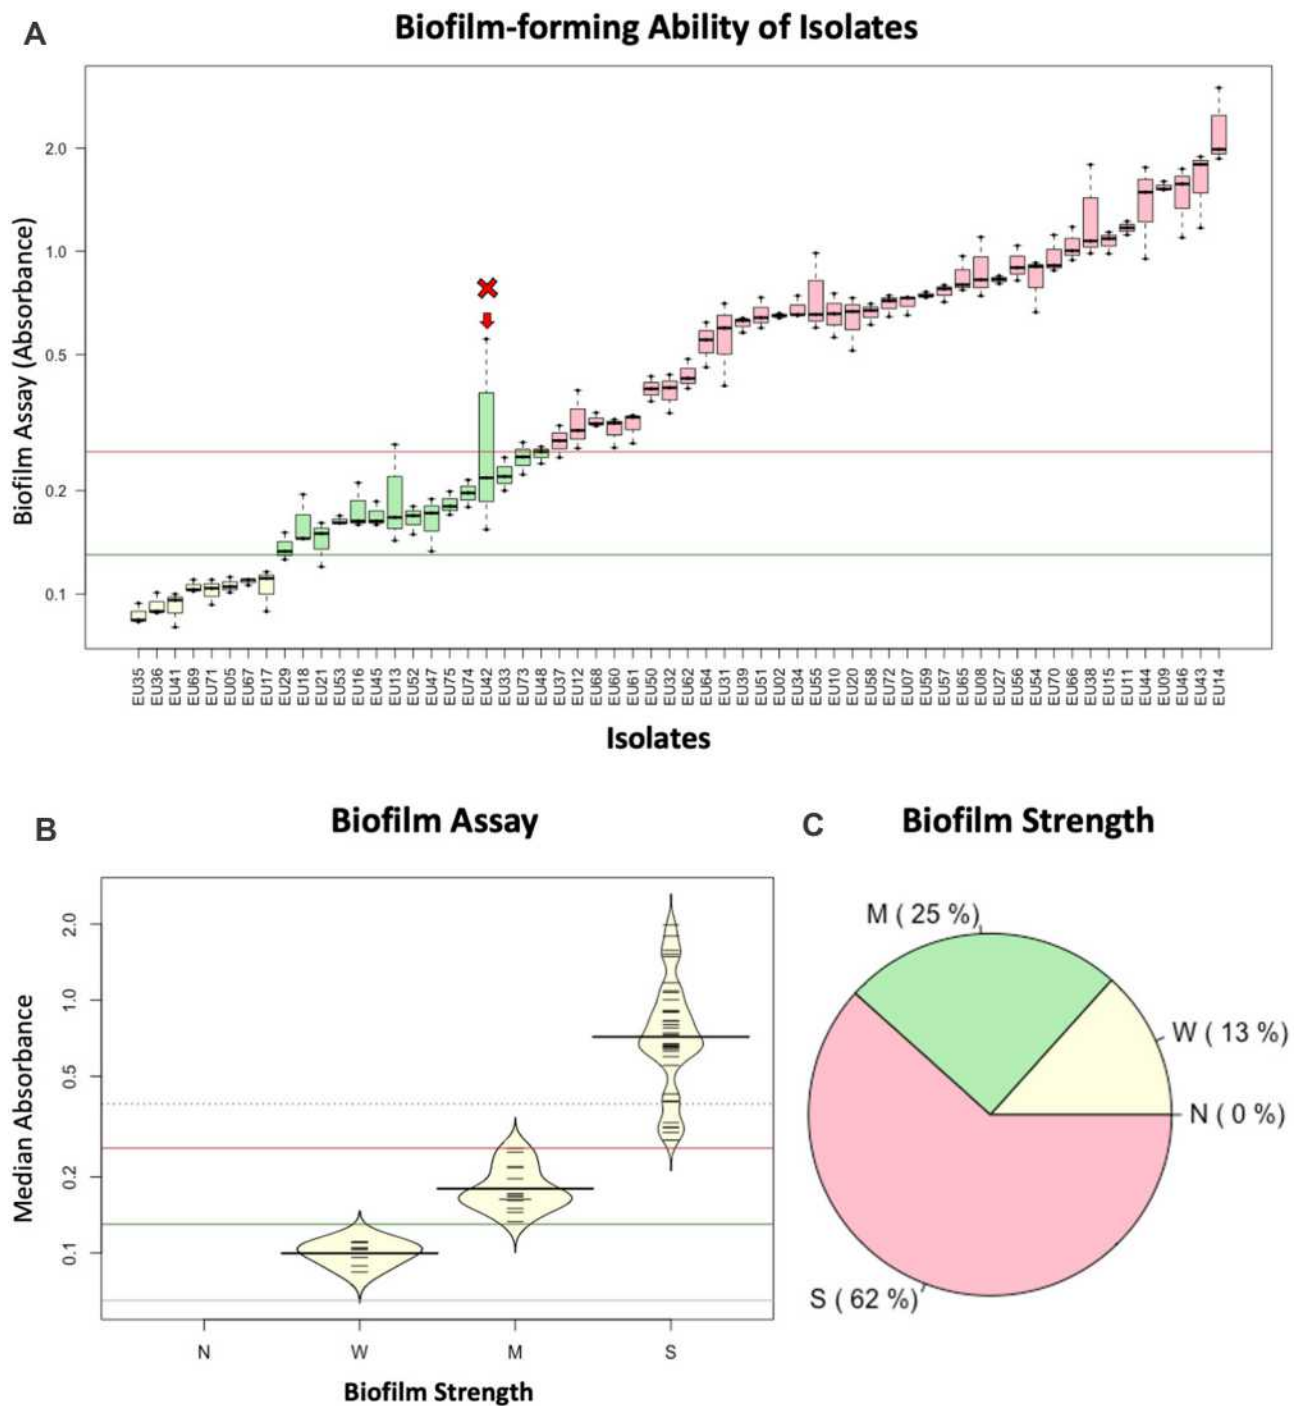 A
Biofilm-forming Ability of Isolates
Biofilm Assay (Absorbance)
2.0
1.0
0.5
0.2
0.1
EU35 EU36 EU41 EU69 EU71 EU05 EU67 EU17 EU29 EU18 EU21 EU53 EU16 EU45 EU13 EU52 EU47 EU75 EU74 EU42 EU33 EU73 EU48 EU37 EU12 EU68 EU60 EU61 EU50 EU32 EU62 EU64 EU31 EU39 EU51 EU02 EU34 EU55 EU10 EU20 EU58 EU72 EU07 EU59 EU57 EU65 EU08 EU27 EU56 EU54 EU70 EU66 EU38 EU15 EU11 EU44 EU09 EU46 EU43 EU14
Isolates
B
Biofilm Assay
Median Absorbance
2.0
1.0
0.5
0.2
0.1
N W M S
Biofilm Strength
C
Biofilm Strength
M ( 25 %)
W ( 13 %)
N ( 0 %)
S ( 62 %)